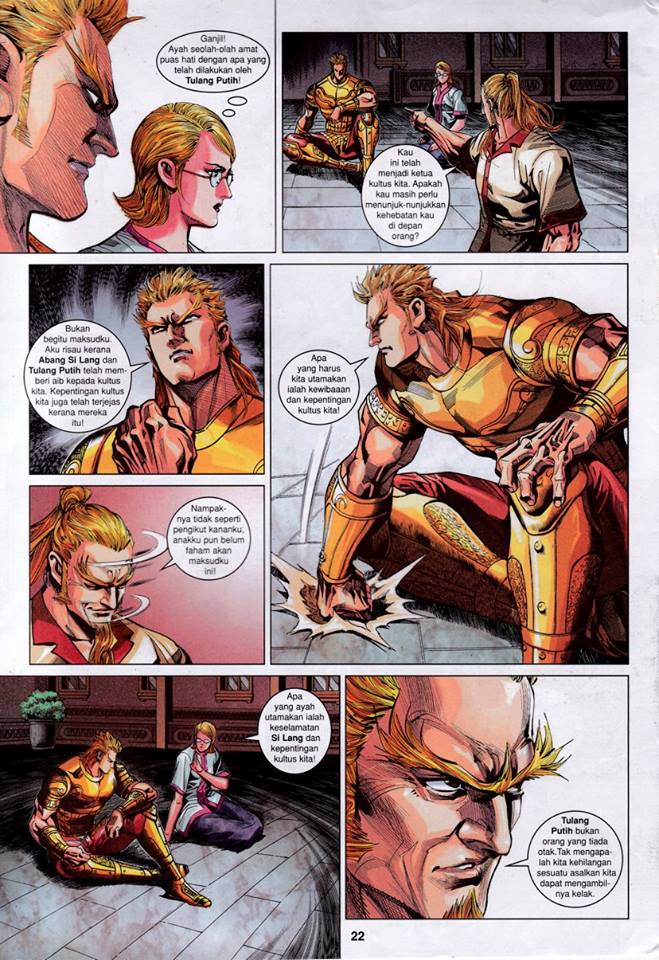 Ganjil!
Ayah seolah-olah amat
puas hati dengan apa yang
telah dilakukan oleh
Tulang Putih!
Kau
ini telah
menjadi ketua
kultus kita. Apakah
kau masih perlu
menunjuk-nunjukkan
kehebatan kau
di depan
orang?
Bukan
begitu maksudku.
Aku risau kerana
Abang Si Lang dan
Tulang Putih telah mem-
beri aib kepada kultus
kita. Kepentingan kultus
kita juga telah terjejas
kerana mereka
itu!
Apa
yang harus
kita utamakan
ialah kewibaaan
dan kepentingan
kultus kita!
Nampak-
nya tidak seperti
pengikut kananku,
anakku pun belum
faham akan
maksudku
ini!
Apa
yang ayah
utamakan ialah
keselamatan
Si Lang dan
kepentingan
kultus kita!
Tulang
Putih bukan
orang yang tiada
otak.Tak mengapa-
lah kita kehilangan
sesuatu asalkan kita
dapat mengambil-
nya kelak.
22